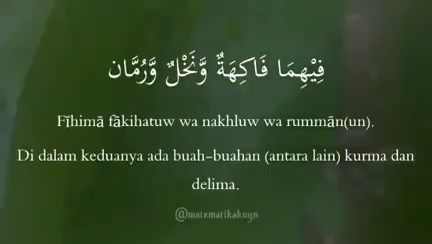 فِيْهِمَا فَاكِهَةٌ وَّنَخْلٌ وَّرُمَّان
Fīhimā fākihatuw wa nakhluw wa rummān(un).
Di dalam keduanya ada buah-buahan (antara lain) kurma dan
delima.
@matematikakuyn